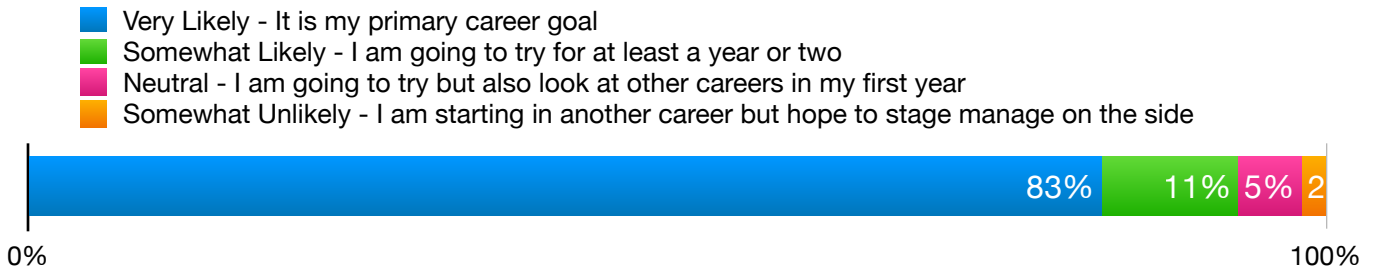 Very Likely - It is my primary career goal
Somewhat Likely - I am going to try for at least a year or two
Neutral - I am going to try but also look at other careers in my first year
Somewhat Unlikely - I am starting in another career but hope to stage manage on the side
83% 11% 5% 2
0% 100%